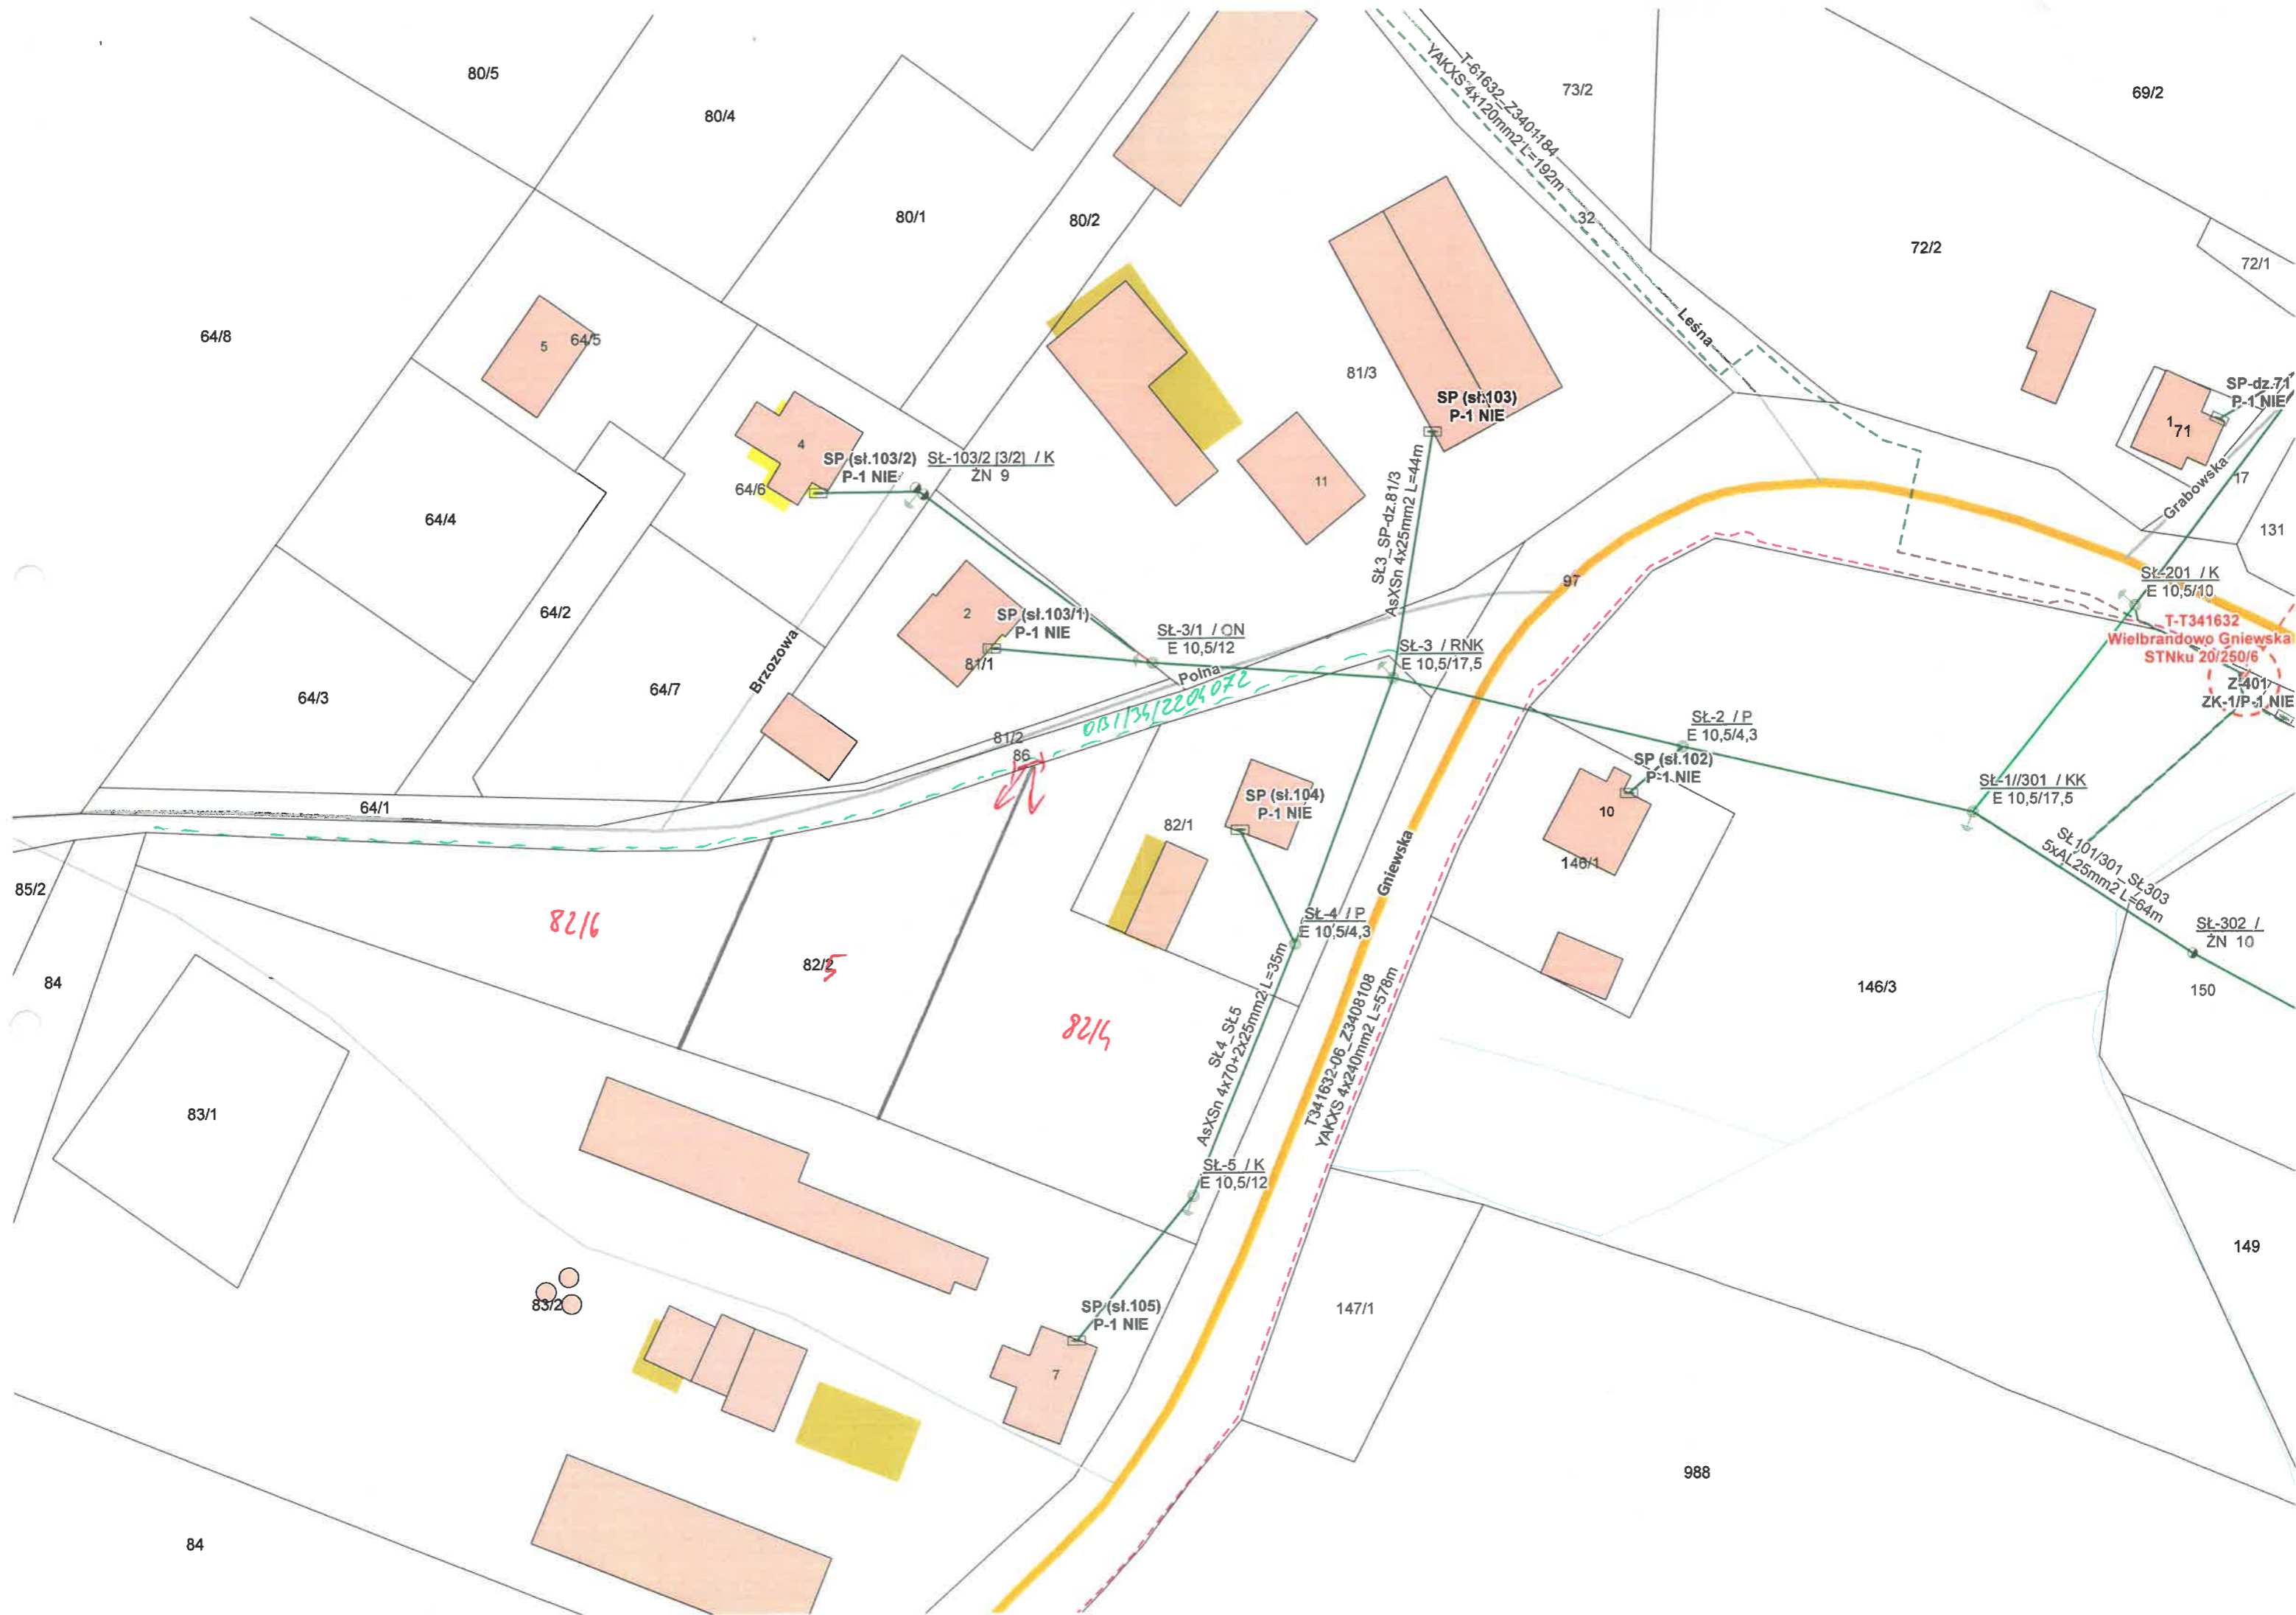 80/5
80/4
T-61632_Z3401184
YAKXS 4x120mm2 L=192m
73/2
69/2
80/1
80/2
32
72/2
72/1
64/8
5
64/5
Leśna
81/3
SP (sł.103)
P-1 NIE
SP-dz.71
P-1 NIE
1
71
4
SP (sł.103/2)
P-1 NIE
SŁ-103/2 [3/2] / K
ŻN 9
64/6
11
SŁ3_SP-dz.81/3
AsXSn 4x25mm2 L=44m
Grabowska
17
131
64/4
64/2
97
SŁ-201 / K
E 10,5/10
2
SP (sł.103/1)
P-1 NIE
81/1
SŁ-3/1 / ON
E 10,5/12
SŁ-3 / RNK
E 10,5/17,5
T-T341632
Wielbrandowo Gniewska
STNku 20/250/6
Z-401
ZK-1/P-1 NIE
64/3
64/7
Brzozowa
Polna
OBI/34/2204072
SŁ-2 / P
E 10,5/4,3
81/2
86
SP (sł.102)
P-1 NIE
10
SŁ-1//301 / KK
E 10,5/17,5
64/1
SP (sł.104)
P-1 NIE
82/1
146/1
Gniewska
SŁ101/301_SŁ303
5xAL25mm2 L=64m
85/2
82/6
82/2
5
SŁ-4 / P
E 10,5/4,3
SŁ-302 /
ŻN 10
84
146/3
150
82/4
SŁ4_SŁ5
AsXSn 4x70+2x25mm2 L=35m
T341632-06_Z3408108
YAKXS 4x240mm2 L=578m
83/1
SŁ-5 / K
E 10,5/12
149
83/2
SP (sł.105)
P-1 NIE
147/1
7
988
84